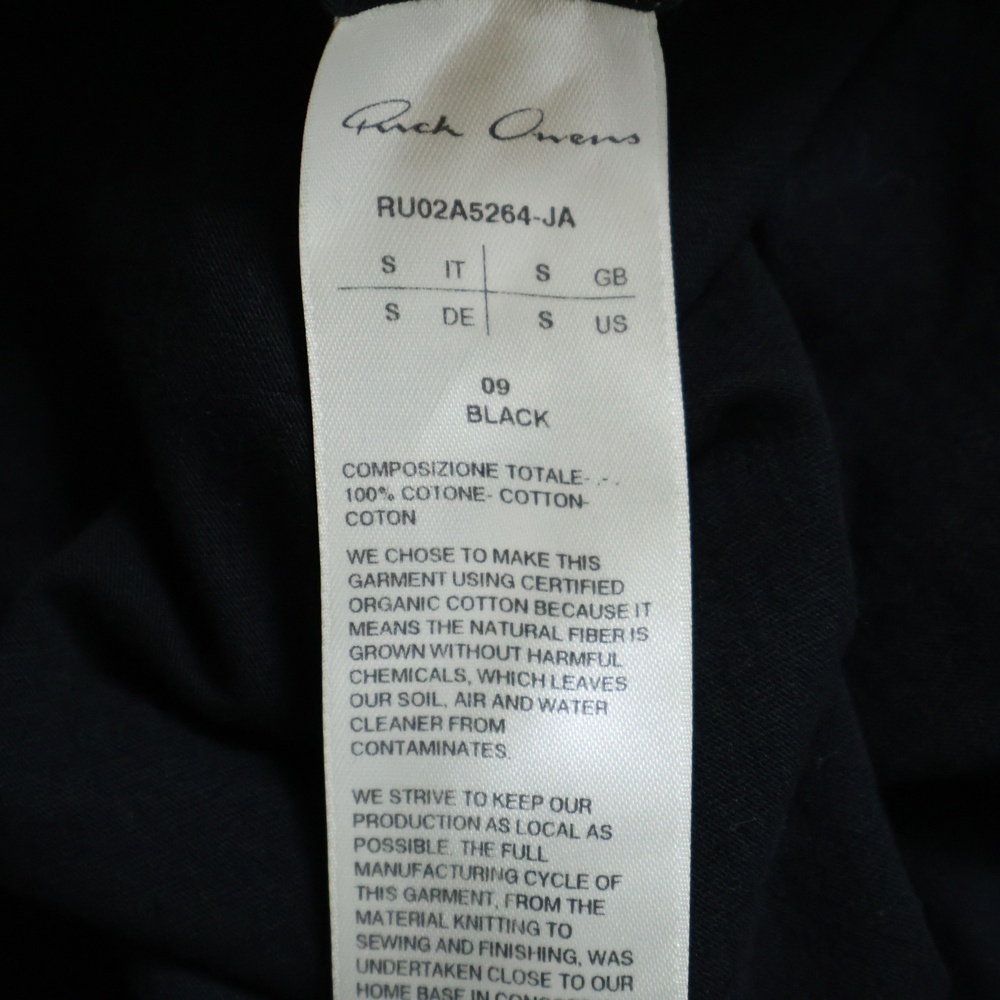 Rick Owens
RU02A5264-JA
S IT S GB
S DE S US
09
BLACK
COMPOSIZIONE TOTALE- .-.
100% COTONE- COTTON-
COTON
WE CHOSE TO MAKE THIS
GARMENT USING CERTIFIED
ORGANIC COTTON BECAUSE IT
MEANS THE NATURAL FIBER IS
GROWN WITHOUT HARMFUL
CHEMICALS, WHICH LEAVES
OUR SOIL, AIR AND WATER
CLEANER FROM
CONTAMINATES.
WE STRIVE TO KEEP OUR
PRODUCTION AS LOCAL AS
POSSIBLE. THE FULL
MANUFACTURING CYCLE OF
THIS GARMENT, FROM THE
MATERIAL KNITTING TO
SEWING AND FINISHING, WAS
UNDERTAKEN CLOSE TO OUR
HOME BASE IN